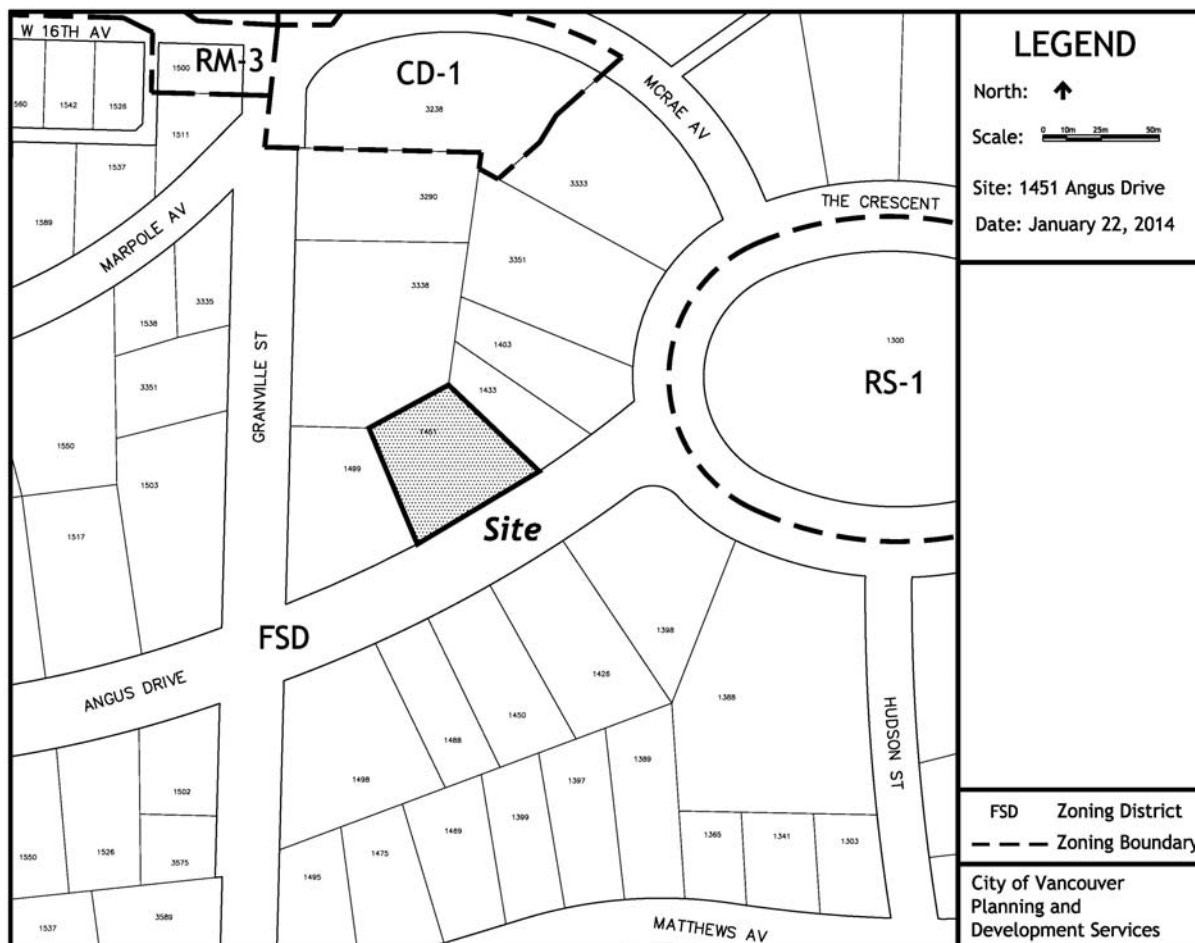 W 16TH AV
RM-3
CD-1
1500
560
1542
1526
3238
MCRAE AV
1511
1537
3333
3290
THE CRESCENT
1589
MARPOLE AV
3351
3338
3335
1538
1403
1300
GRANVILLE ST
RS-1
3351
1433
1451
1550
1499
1503
Site
1517
FSD
1398
1426
ANGUS DRIVE
1388
1450
HUDSON ST
1488
1498
1389
1397
1502
1399
1469
1365
1341
1303
1475
1550
1526
3575
1495
3589
1537
MATTHEWS AV
LEGEND
North:
Scale: 0 10m 25m 50m
Site: 1451 Angus Drive
Date: January 22, 2014
FSD Zoning District
Zoning Boundary
City of Vancouver
Planning and
Development Services